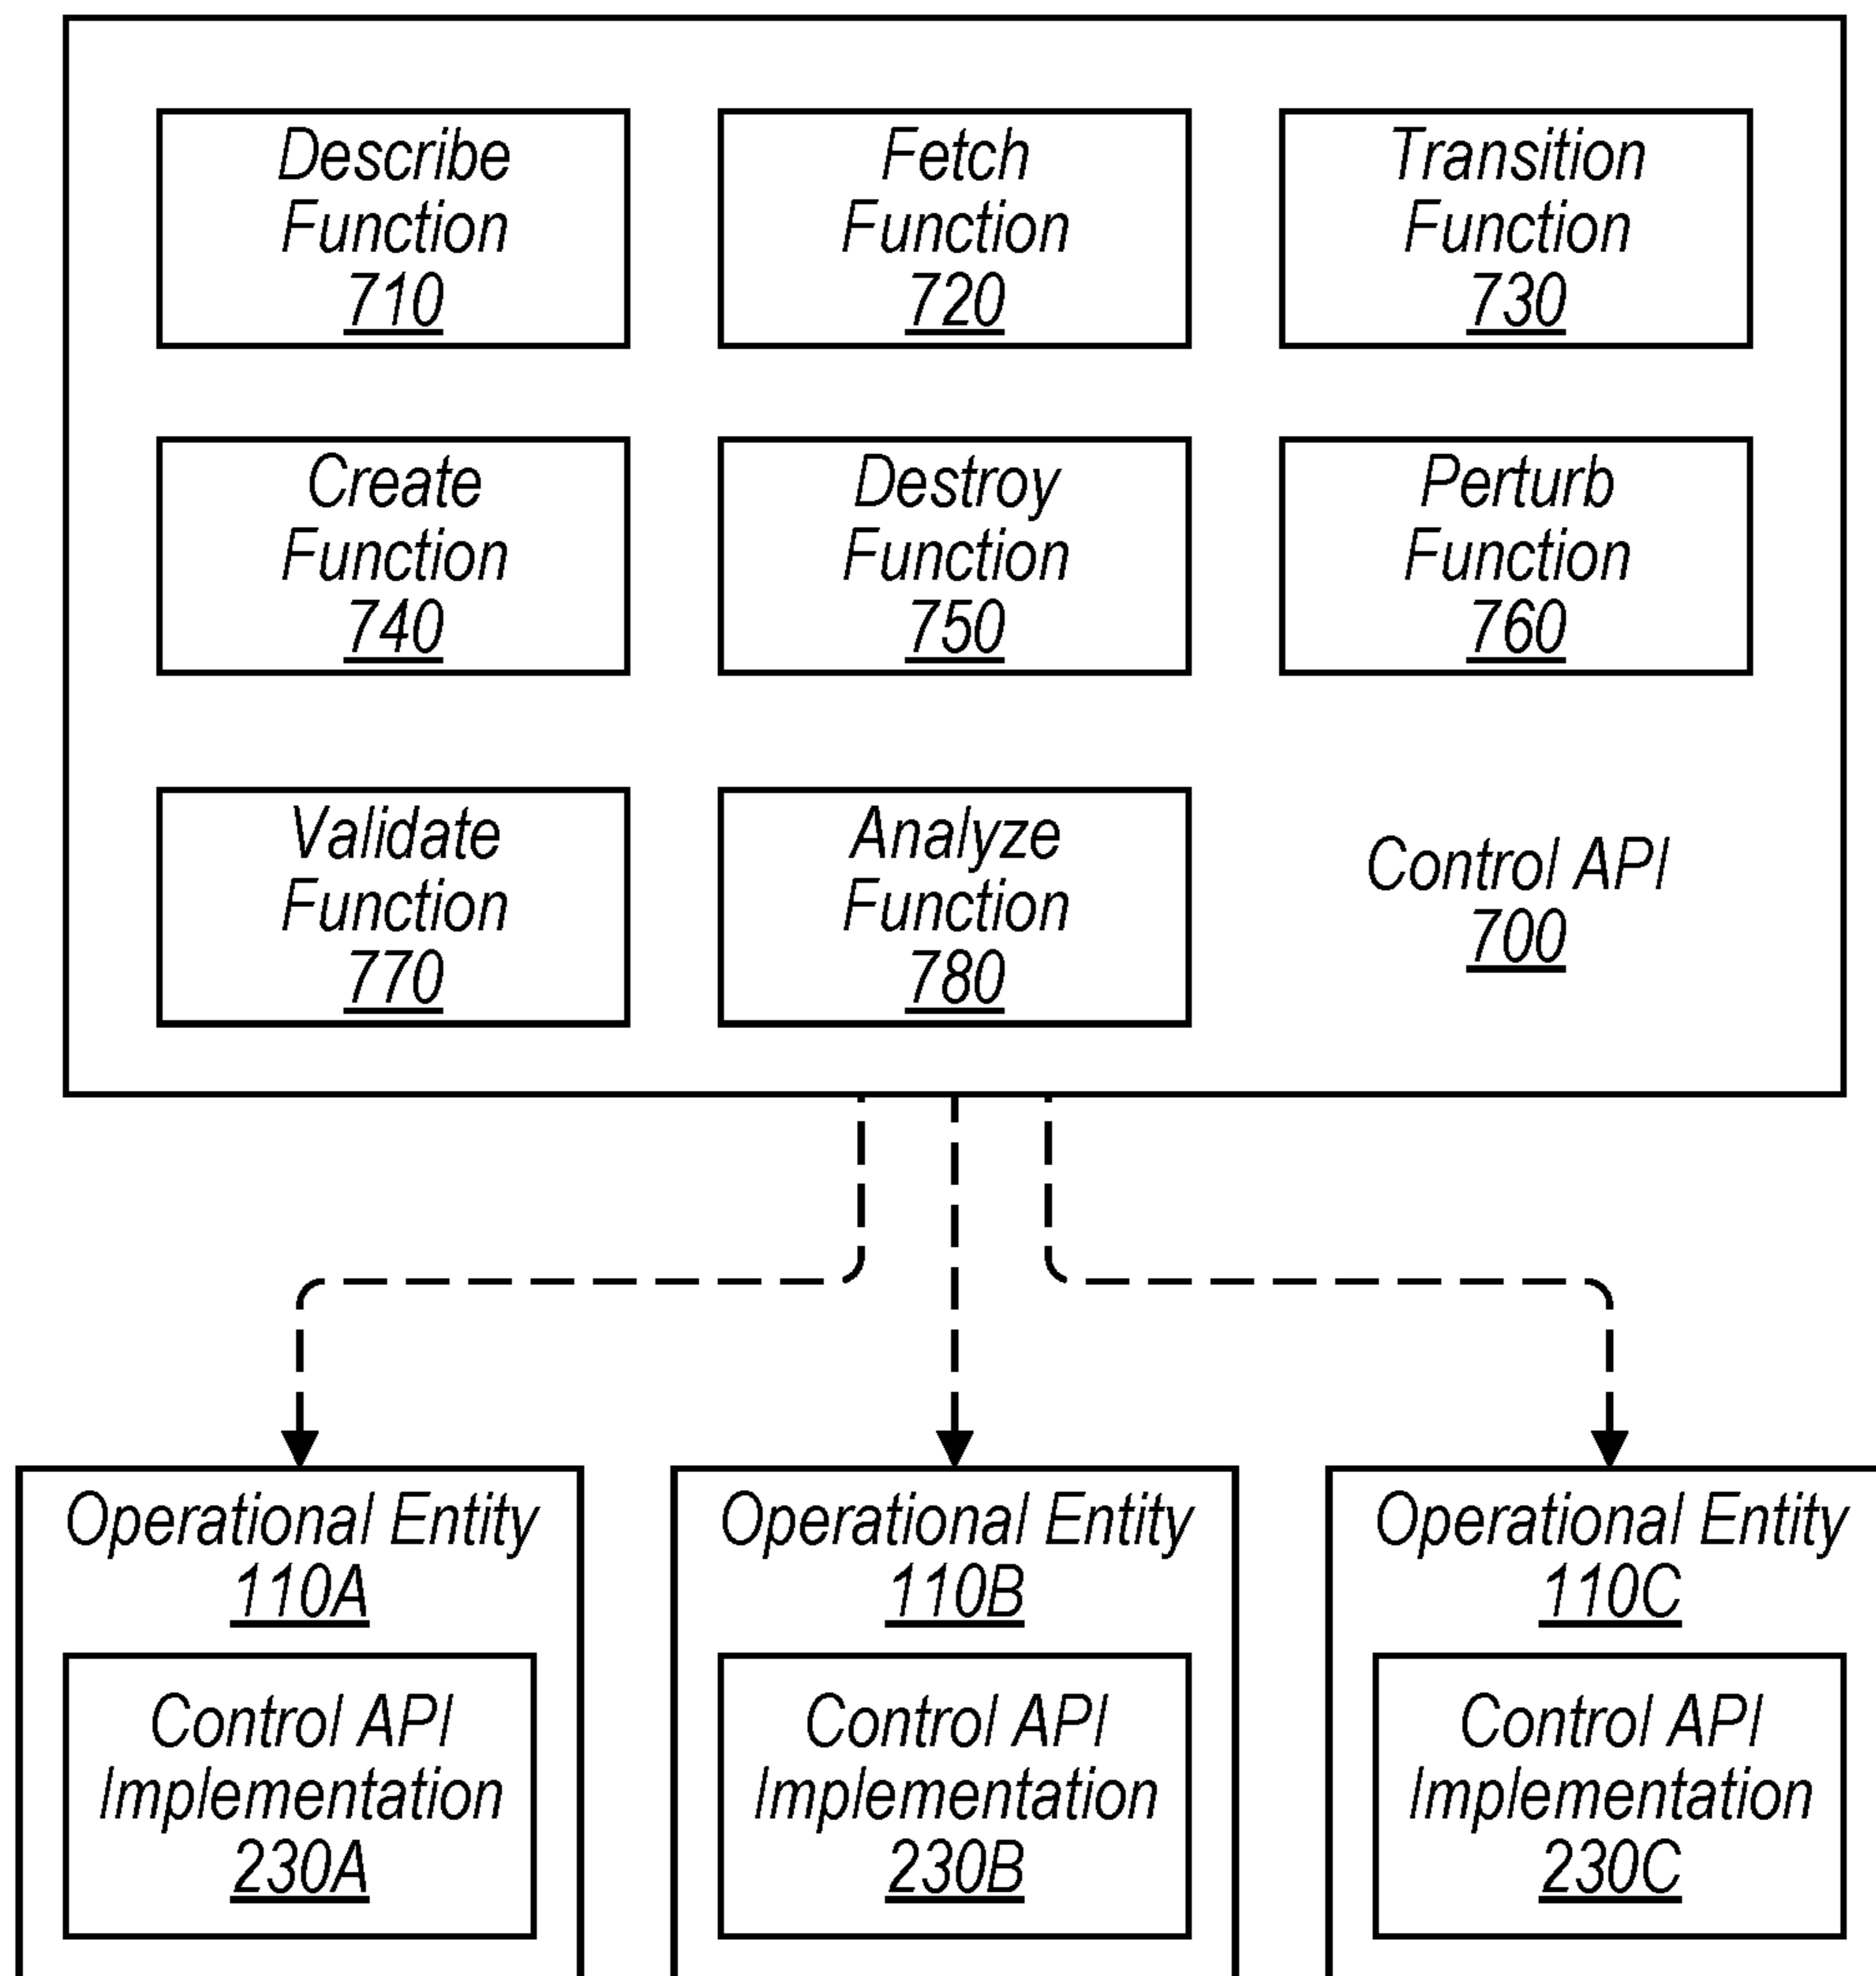 Describe
Function
710
Fetch
Function
720
Transition
Function
730
Create
Function
740
Destroy
Function
750
Perturb
Function
760
Validate
Function
770
Analyze
Function
780
Control API
700
Operational Entity
110A
Control API
Implementation
230A
Operational Entity
110B
Control API
Implementation
230B
Operational Entity
110C
Control API
Implementation
230C